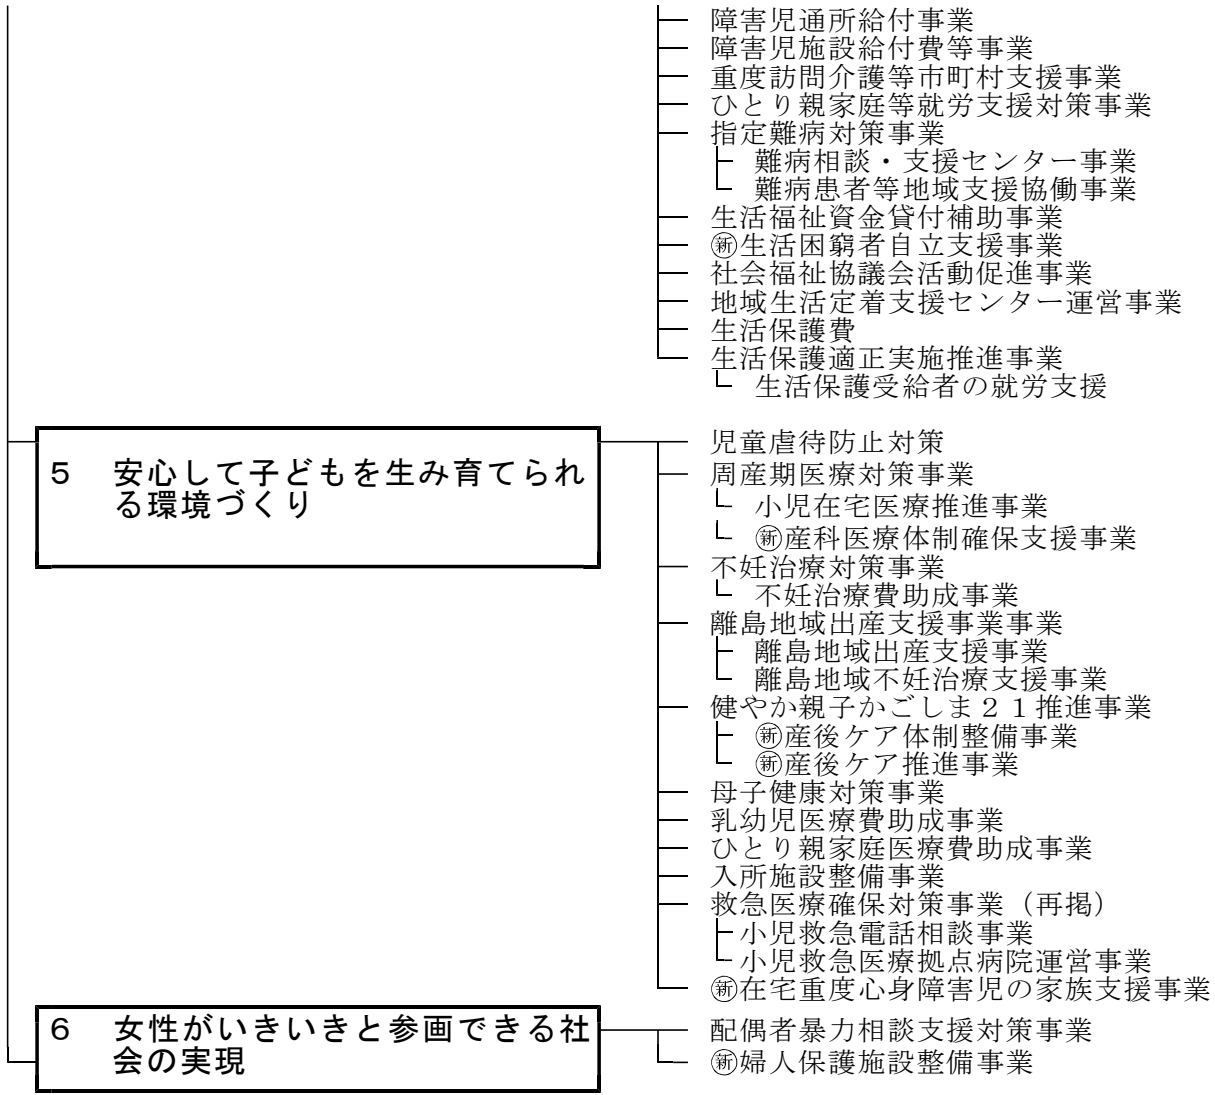 障害児通所給付事業
障害児施設給付費等事業
重度訪問介護等市町村支援事業
ひとり親家庭等就労支援対策事業
指定難病対策事業
難病相談・支援センター事業
難病患者等地域支援協働事業
生活福祉資金貸付補助事業
㊟生活困窮者自立支援事業
社会福祉協議会活動促進事業
地域生活定着支援センター運営事業
生活保護費
生活保護適正実施推進事業
生活保護受給者の就労支援
5 安心して子どもを生み育てられ
る環境づくり
児童虐待防止対策
周産期医療対策事業
小児在宅医療推進事業
新産科医療体制確保支援事業
不妊治療対策事業
不妊治療費助成事業
離島地域出産支援事業事業
離島地域出産支援事業
離島地域不妊治療支援事業
健やか親子かごしま21推進事業
新産後ケア体制整備事業
新産後ケア推進事業
母子健康対策事業
乳幼児医療費助成事業
ひとり親家庭医療費助成事業
入所施設整備事業
救急医療確保対策事業（再掲）
小児救急電話相談事業
小児救急医療拠点病院運営事業
新在宅重度心身障害児の家族支援事業
6 女性がいきいきと参画できる社
会の実現
配偶者暴力相談支援対策事業
新婦人保護施設整備事業